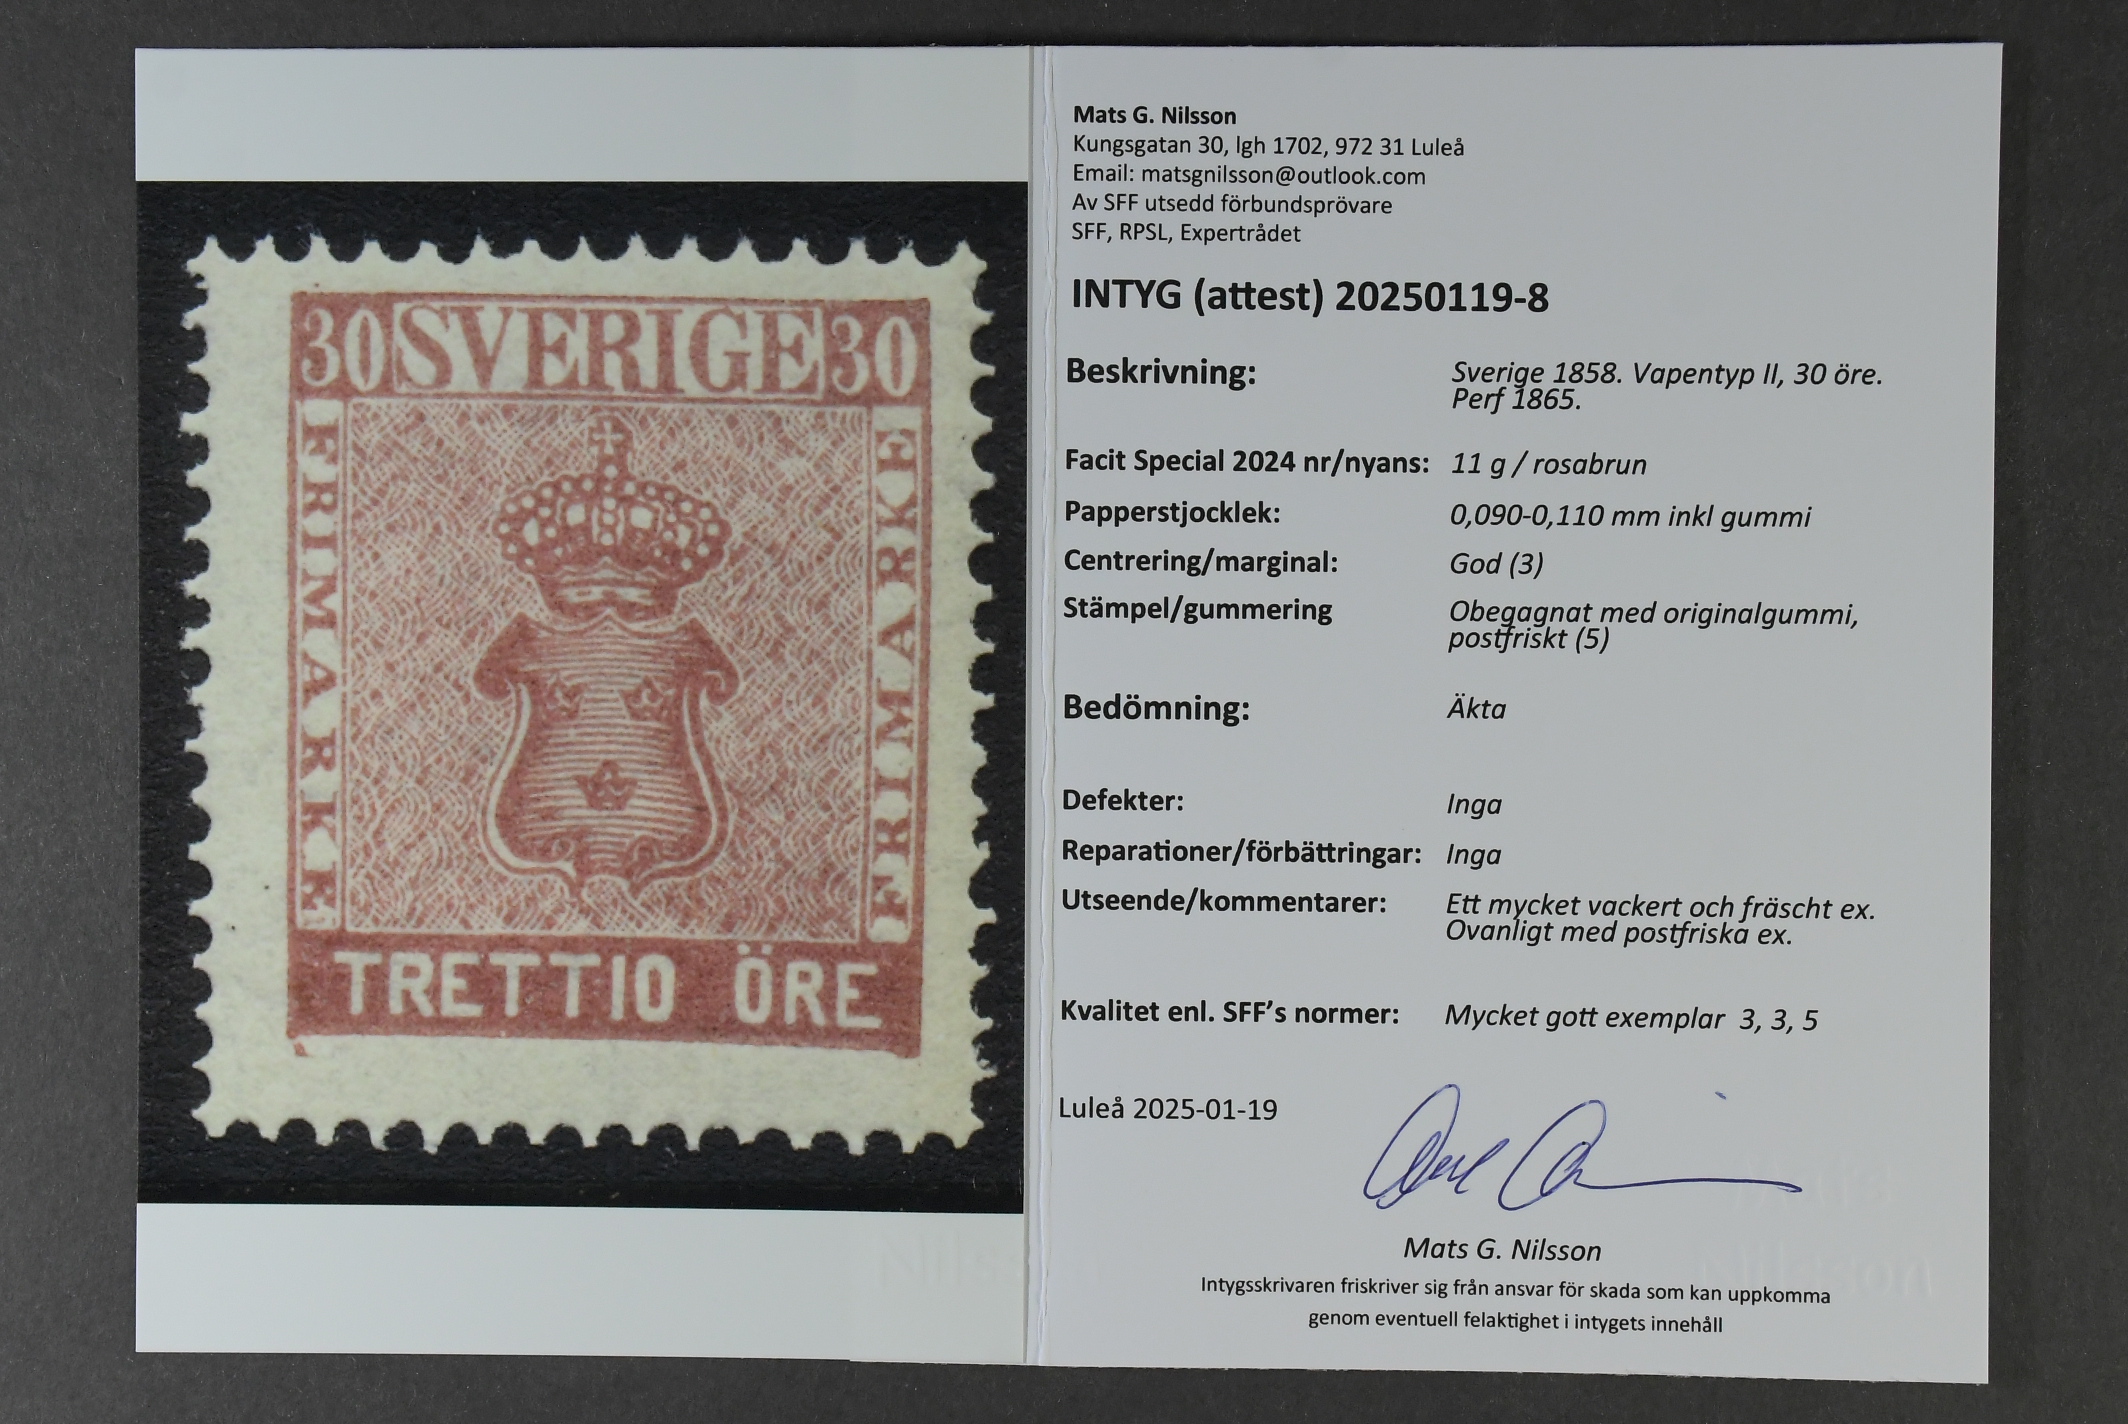 30 SVERIGE 30
FRIMARKE
FRIMARKE
TRETTIO ÖRE
Mats G. Nilsson
Kungsgatan 30, lgh 1702, 972 31 Luleå
Email: matsgnilsson@outlook.com
Av SFF utsedd förbundsprövare
SFF, RPSL, Expertrådet
INTYG (attest) 20250119-8
Beskrivning: Sverige 1858. Vapentyp II, 30 öre.
Perf 1865.
Facit Special 2024 nr/nyans: 11 g / rosabrun
Papperstjocklek: 0,090-0,110 mm inkl gummi
Centrering/marginal: God (3)
Stämpel/gummering Obegagnat med originalgummi,
postfriskt (5)
Bedömning: Äkta
Defekter: Inga
Reparationer/förbättringar: Inga
Utseende/kommentarer: Ett mycket vackert och fräscht ex.
Ovanligt med postfriska ex.
Kvalitet enl. SFF's normer: Mycket gott exemplar 3, 3, 5
Luleå 2025-01-19
Mats G. Nilsson
Intygsskrivaren friskriver sig från ansvar för skada som kan uppkomma
genom eventuell felaktighet i intygets innehåll